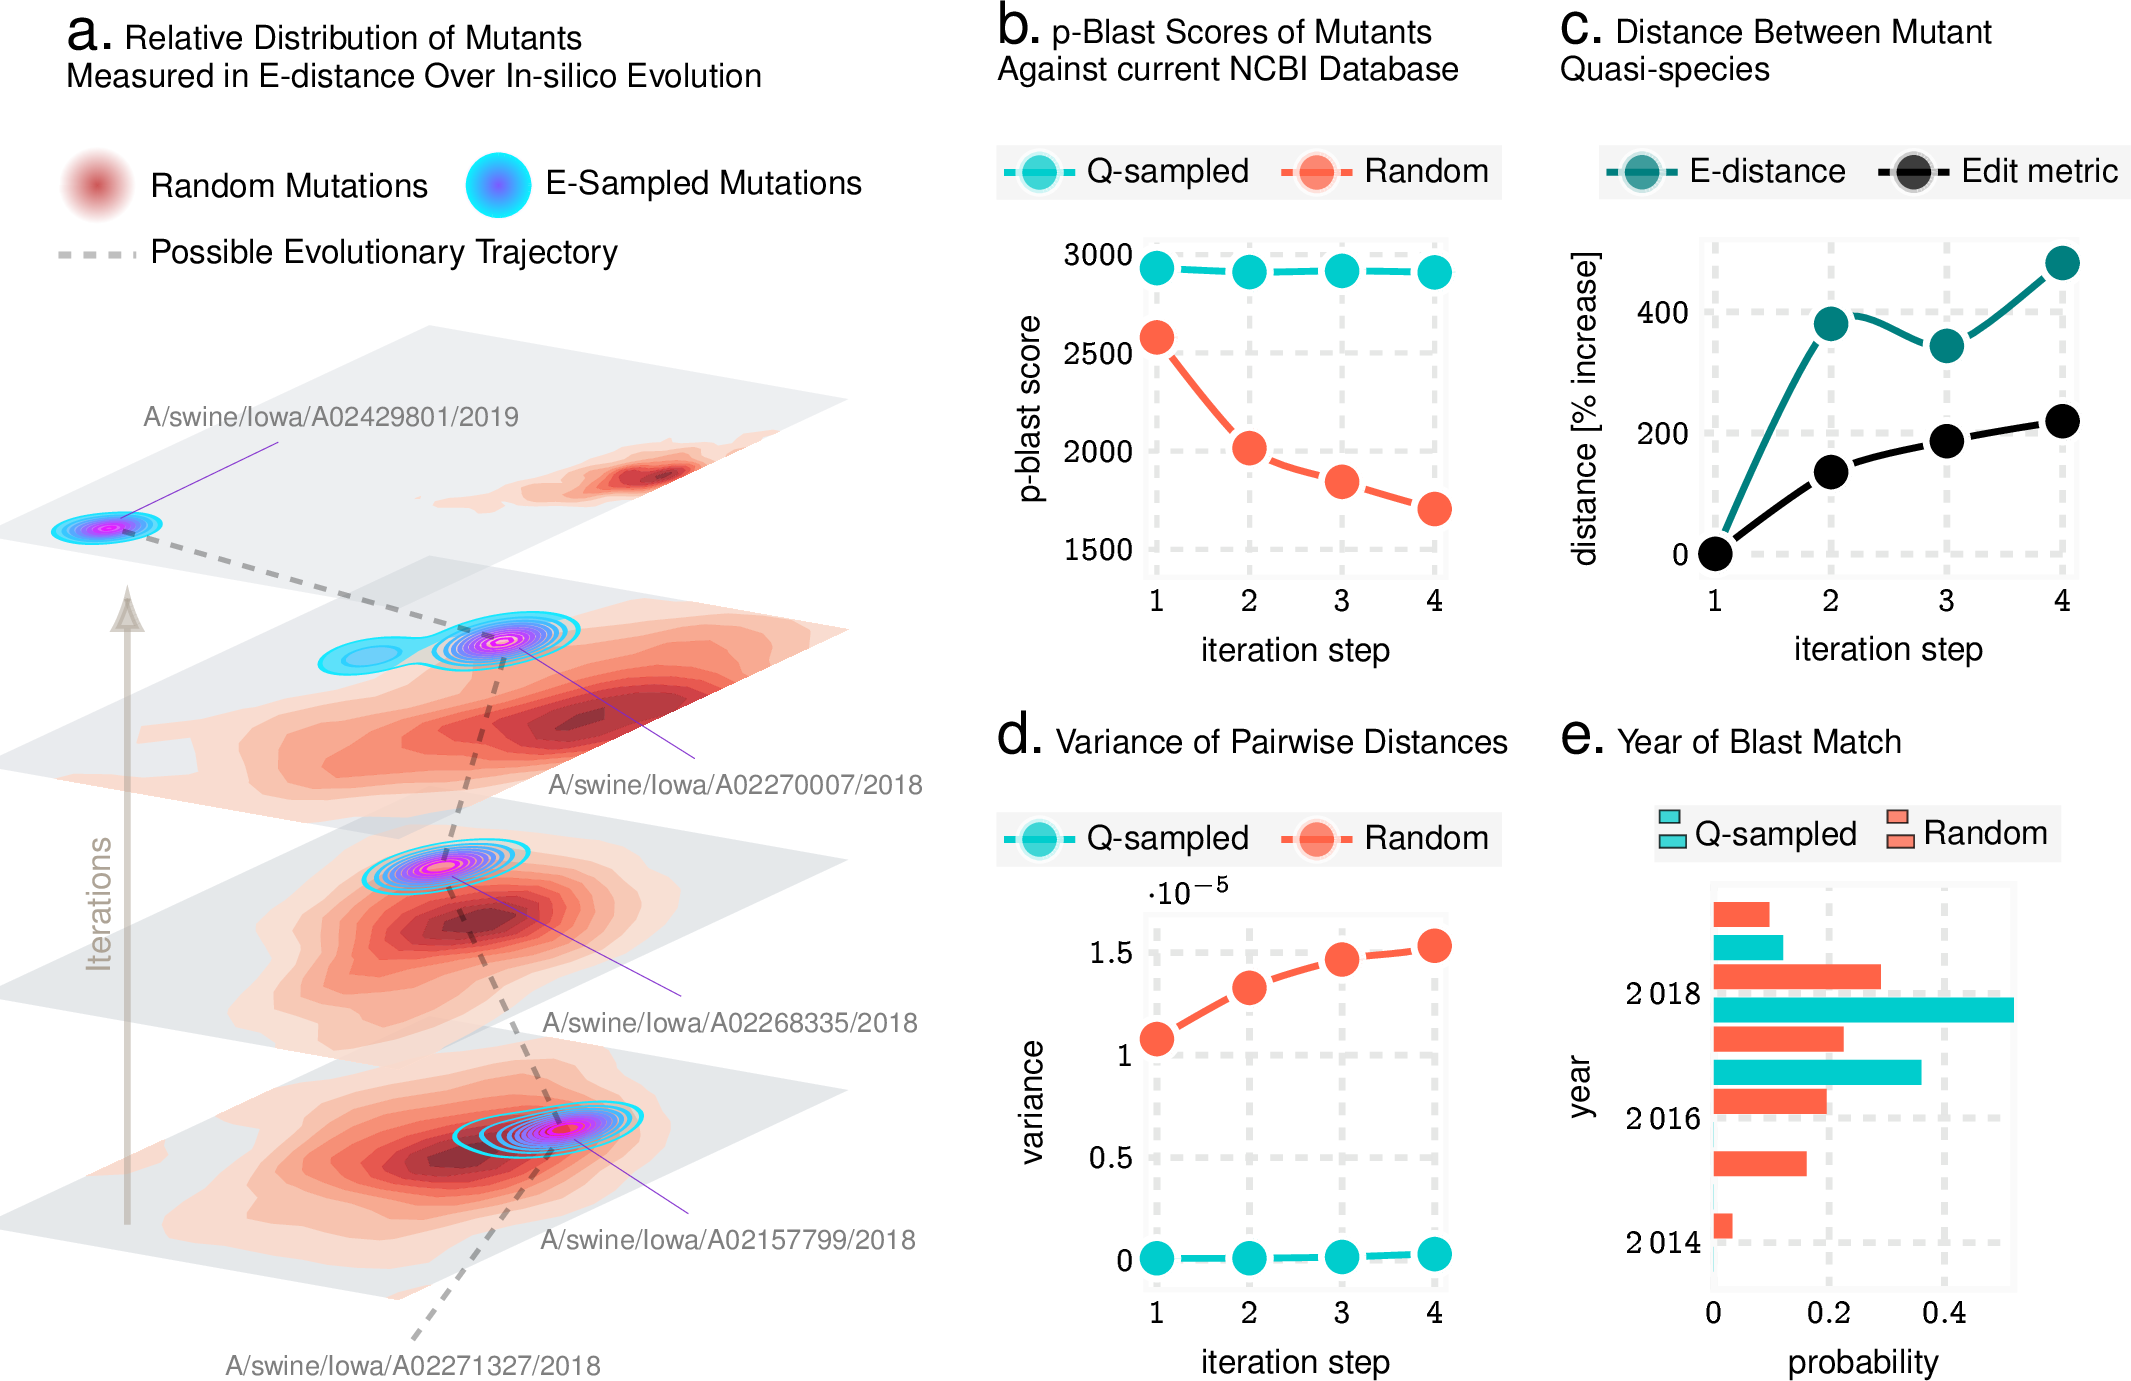 a. Relative Distribution of Mutants
Measured in E-distance Over In-silico Evolution
Random Mutations
E-Sampled Mutations
Possible Evolutionary Trajectory
A/swine/Iowa/A02429801/2019
A/swine/Iowa/A02270007/2018
A/swine/Iowa/A02268335/2018
A/swine/Iowa/A02157799/2018
A/swine/Iowa/A02271327/2018
Iterations
b. p-Blast Scores of Mutants
Against current NCBI Database
Q-sampled
Random
3000
2500
2000
1500
p-blast score
1 2 3 4
iteration step
c. Distance Between Mutant
Quasi-species
E-distance
Edit metric
400
200
0
distance [% increase]
1 2 3 4
iteration step
d. Variance of Pairwise Distances
Q-sampled
Random
·10−5
1.5
1
0.5
0
variance
1 2 3 4
iteration step
e. Year of Blast Match
Q-sampled
Random
2 018
2 016
2 014
year
0 0.2 0.4
probability